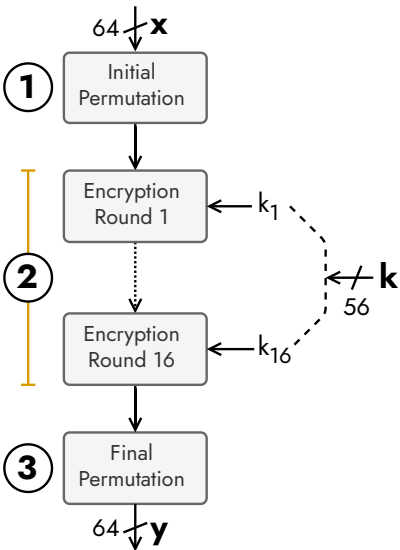 64 x
1
Initial
Permutation
Encryption
Round 1
k1
2
k
56
Encryption
Round 16
k16
3
Final
Permutation
64 y